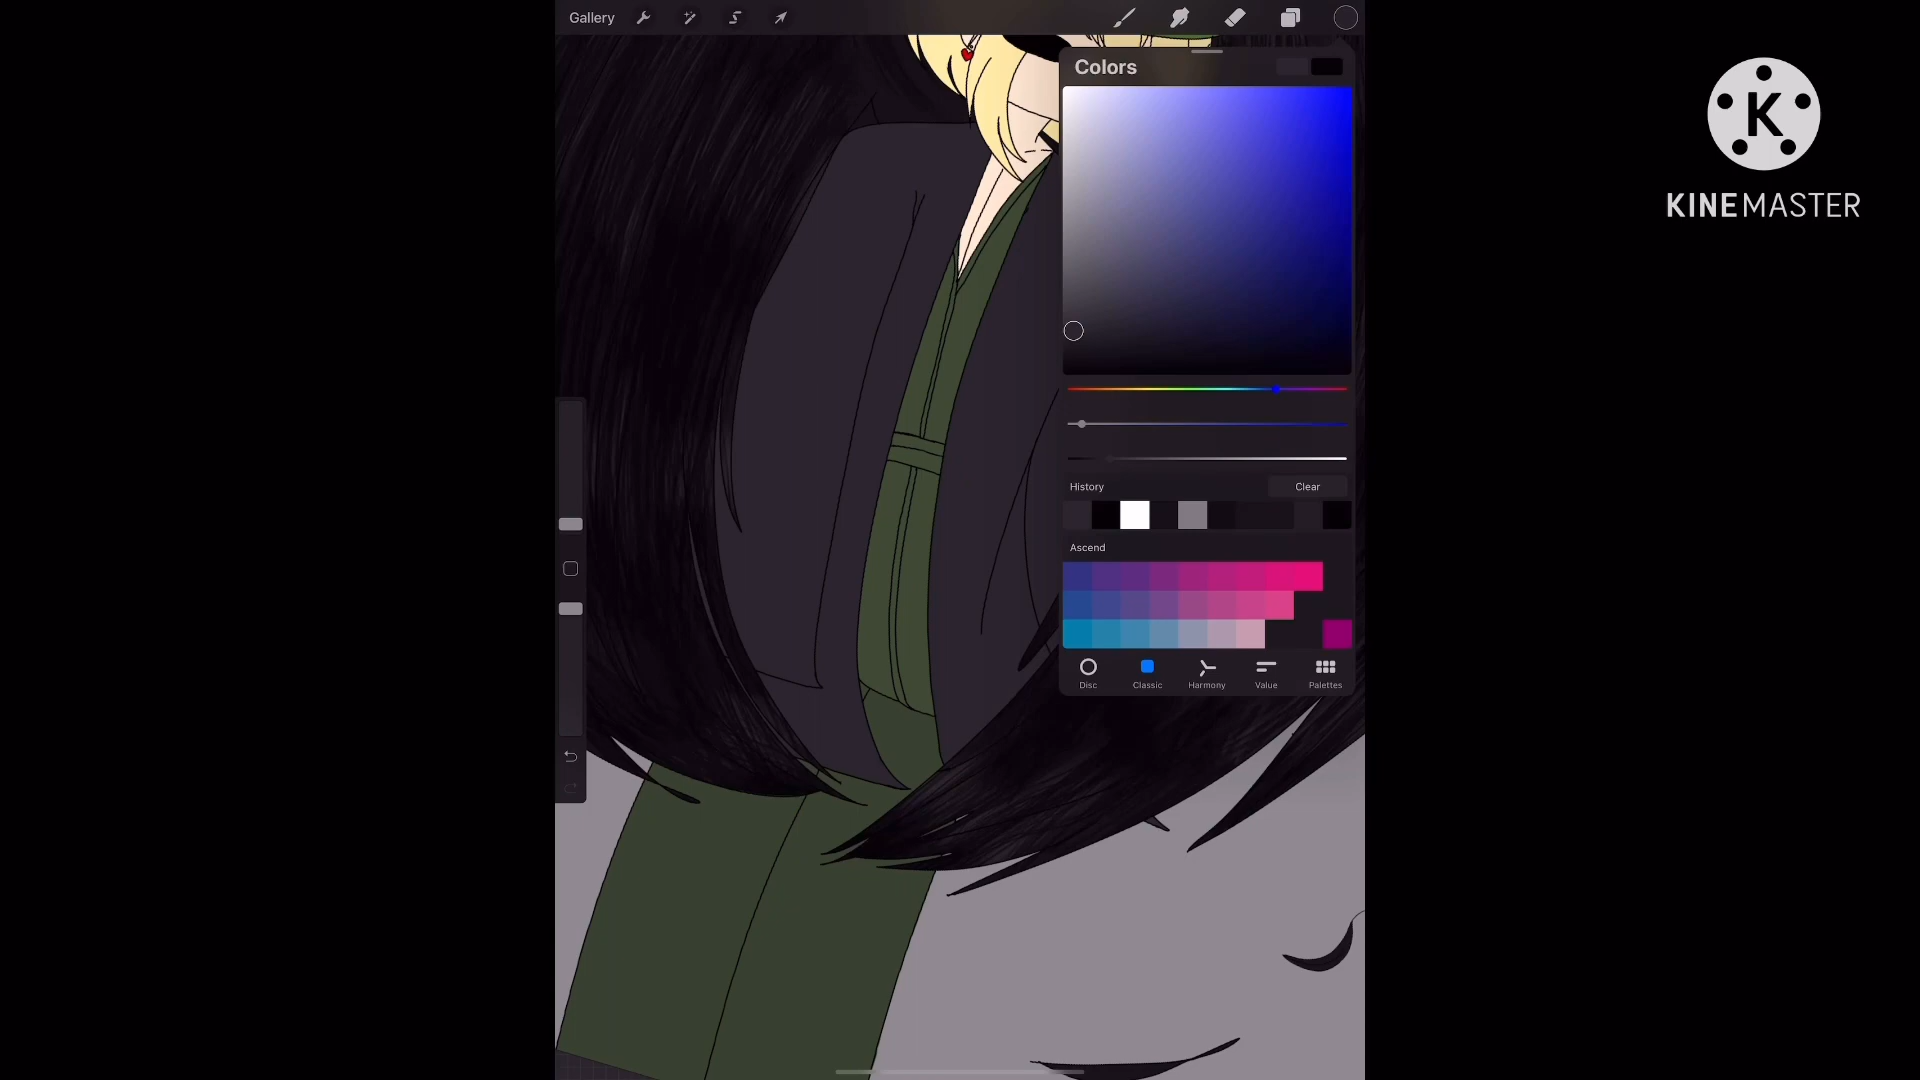 Gallery
Colors
K
KINEMASTER
History
Clear
Ascend
Disc
Classic
Harmony
Value
Palettes